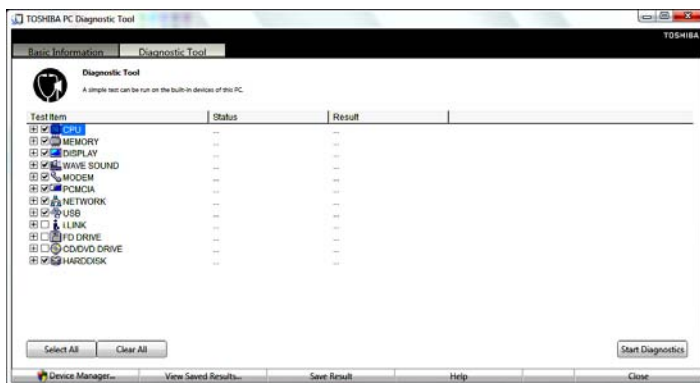 TOSHIBA PC Diagnostic Tool
TOSHIBA
Basic Information Diagnostic Tool
Diagnostic Tool
A simple test can be run on the built-in devices of this PC.
Test Item Status Result
CPU ... ...
MEMORY ... ...
DISPLAY ... ...
WAVE SOUND ... ...
MODEM ... ...
PCMCIA ... ...
NETWORK ... ...
USB ... ...
i.LINK ... ...
FD DRIVE ... ...
CD/DVD DRIVE ... ...
HARDDISK ... ...
Select All Clear All Start Diagnostics
Device Manager... View Saved Results... Save Result Help Close